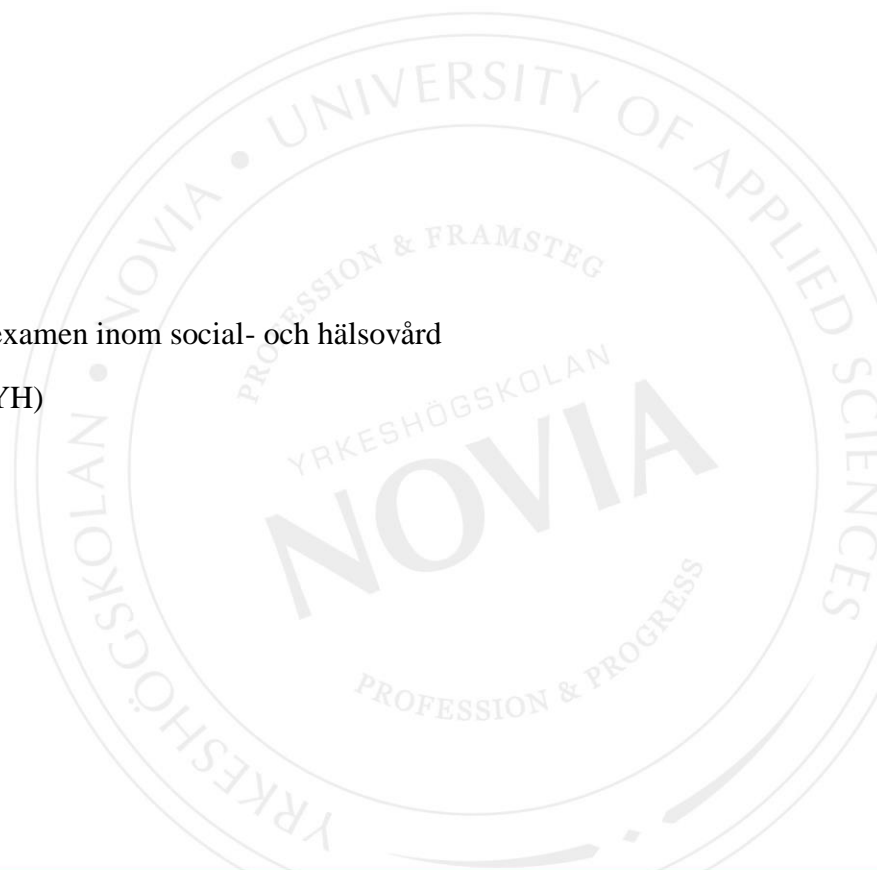 examen inom social- och hälsovård
YH)
YRKESHÖGSKOLAN • NOVIA • UNIVERSITY OF APPLIED SCIENCES
PROFESSION & FRAMSTEG
YRKESHÖGSKOLAN
NOVIA
PROFESSION & PROGRESS